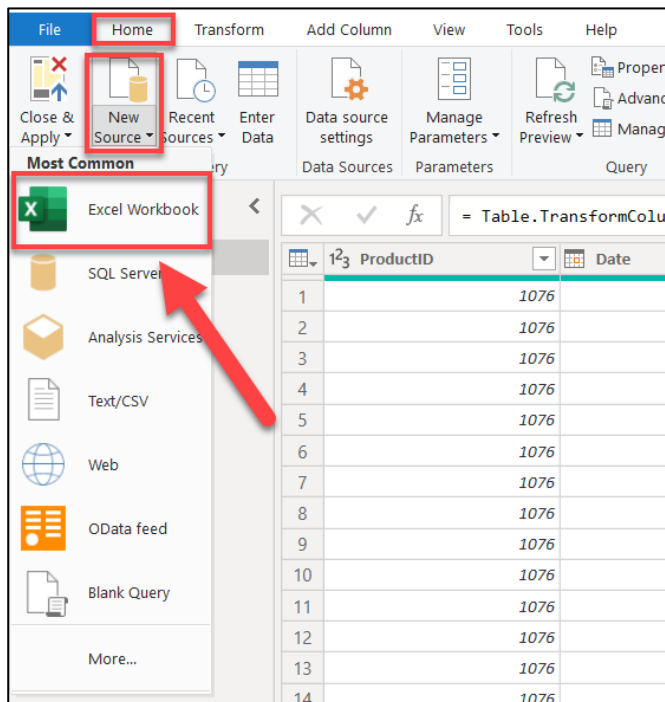 File Home Transform Add Column View Tools Help
Close & Apply
New Source
Recent Sources
Enter Data
Data source settings
Manage Parameters
Refresh Preview
Manag
Data Sources Parameters Query
Most Common
Excel Workbook
SQL Server
Analysis Services
Text/CSV
Web
OData feed
Blank Query
More...
fx = Table.TransformColu
1²3 ProductID Date
1 1076
2 1076
3 1076
4 1076
5 1076
6 1076
7 1076
8 1076
9 1076
10 1076
11 1076
12 1076
13 1076
14 1076